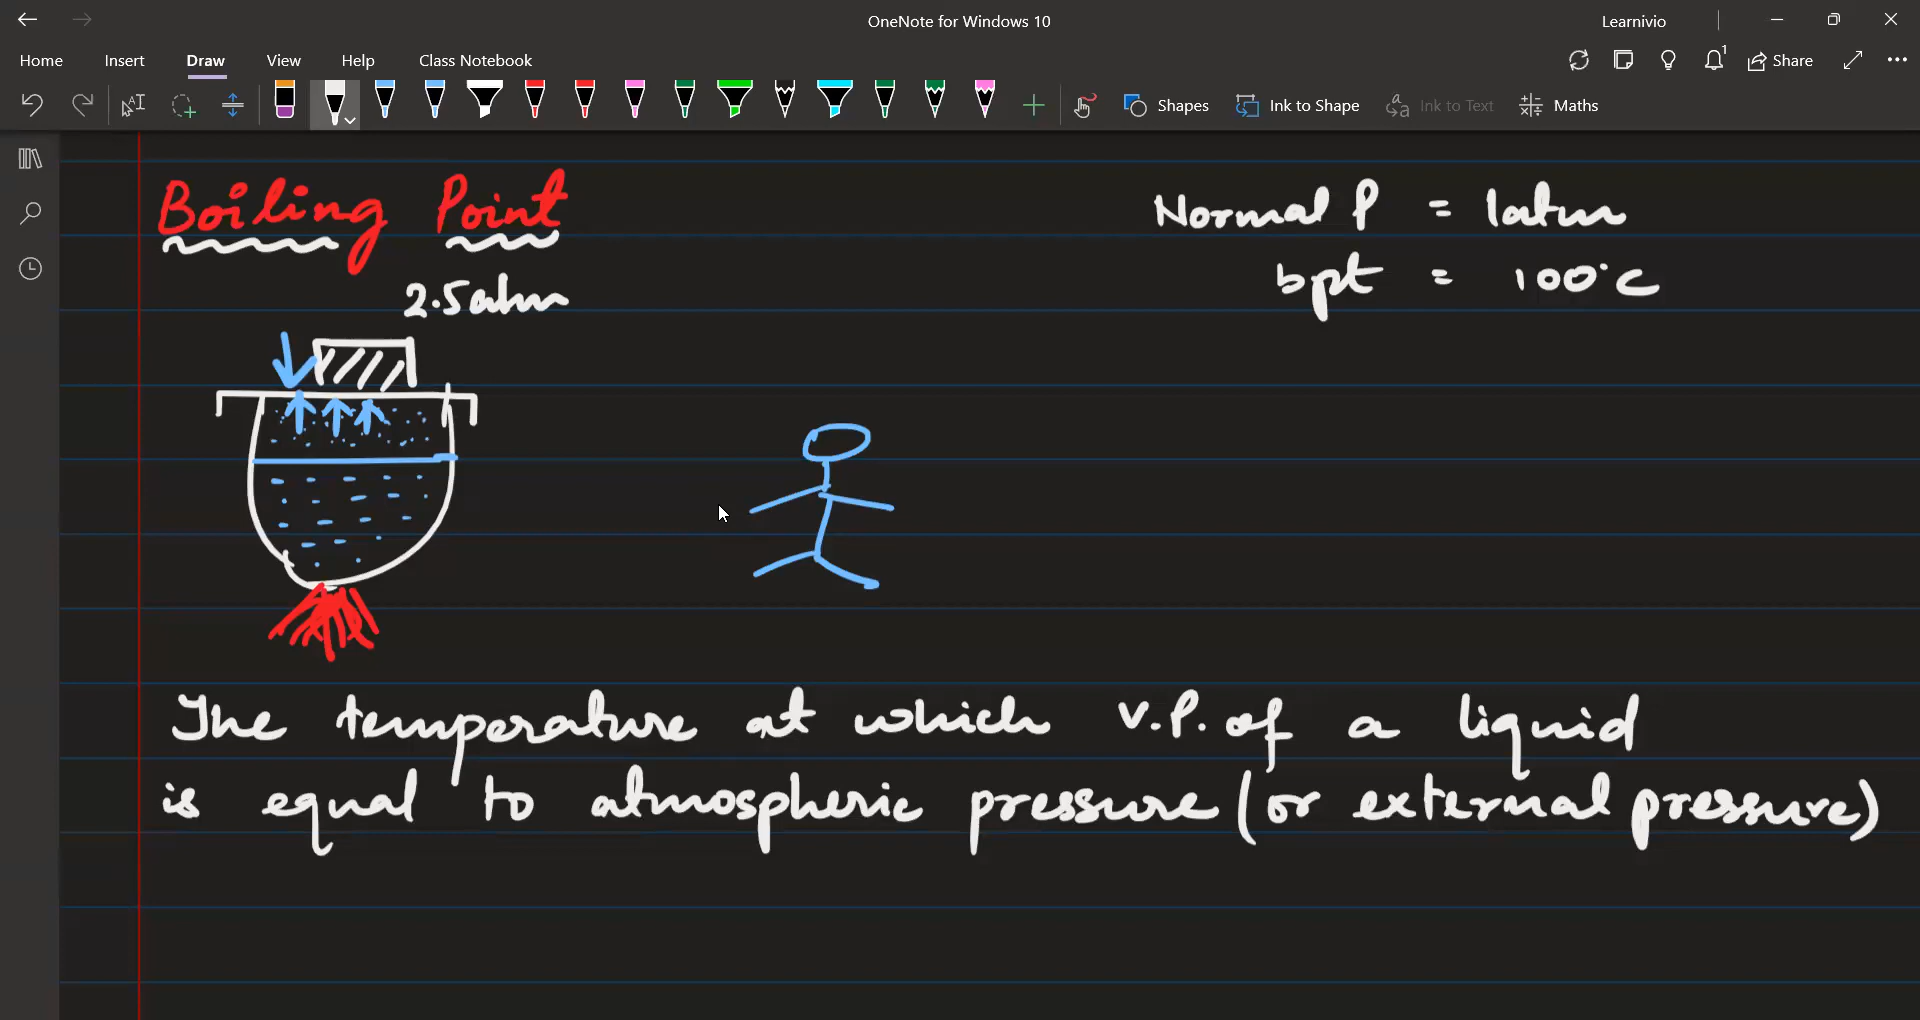 OneNote for Windows 10
Learnivio
Home Insert Draw View Help Class Notebook
1
Share
Shapes Ink to Shape Ink to Text Maths
Boiling Point
Normal P = 1atm
bpt = 100°C
2.5atm
The temperature at which V.P. of a liquid
is equal to atmospheric pressure (or external pressure)